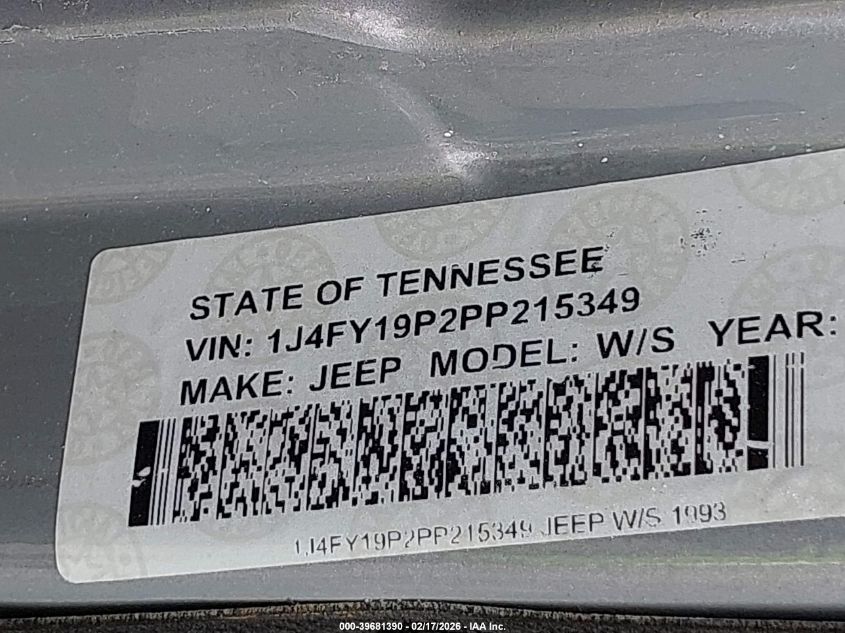 STATE OF TENNESSEE
VIN: 1J4FY19P2PP215349
MAKE: JEEP MODEL: W/S YEAR:
1J4FY19P2PP215349 JEEP W/S 1993
000-39681390 - 02/17/2026 - IAA Inc.